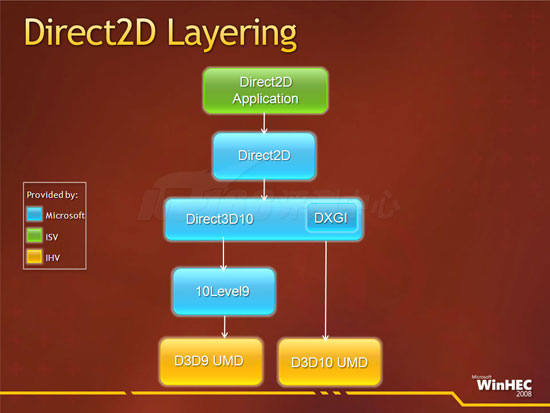 Direct2D Layering
Direct2D
Application
Direct2D
Direct3D10
DXGI
Provided by:
Microsoft
ISV
IHV
10Level9
D3D9 UMD
D3D10 UMD
Microsoft
WinHEC
2008